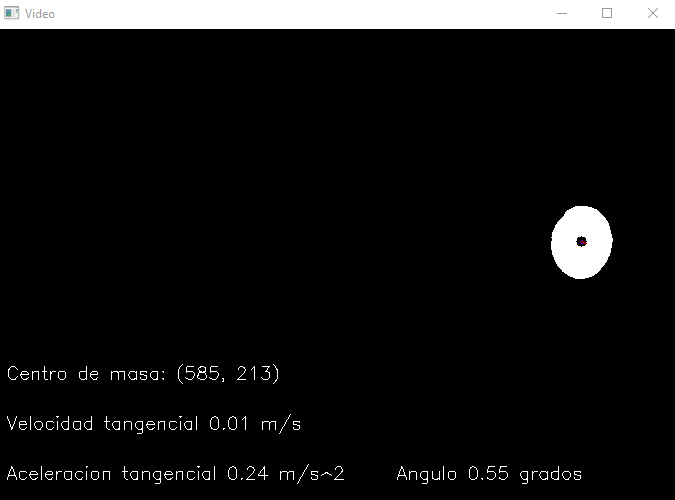 Video
Centro de masa: (585, 213)
Velocidad tangencial 0.01 m/s
Aceleracion tangencial 0.24 m/s^2 Angulo 0.55 grados